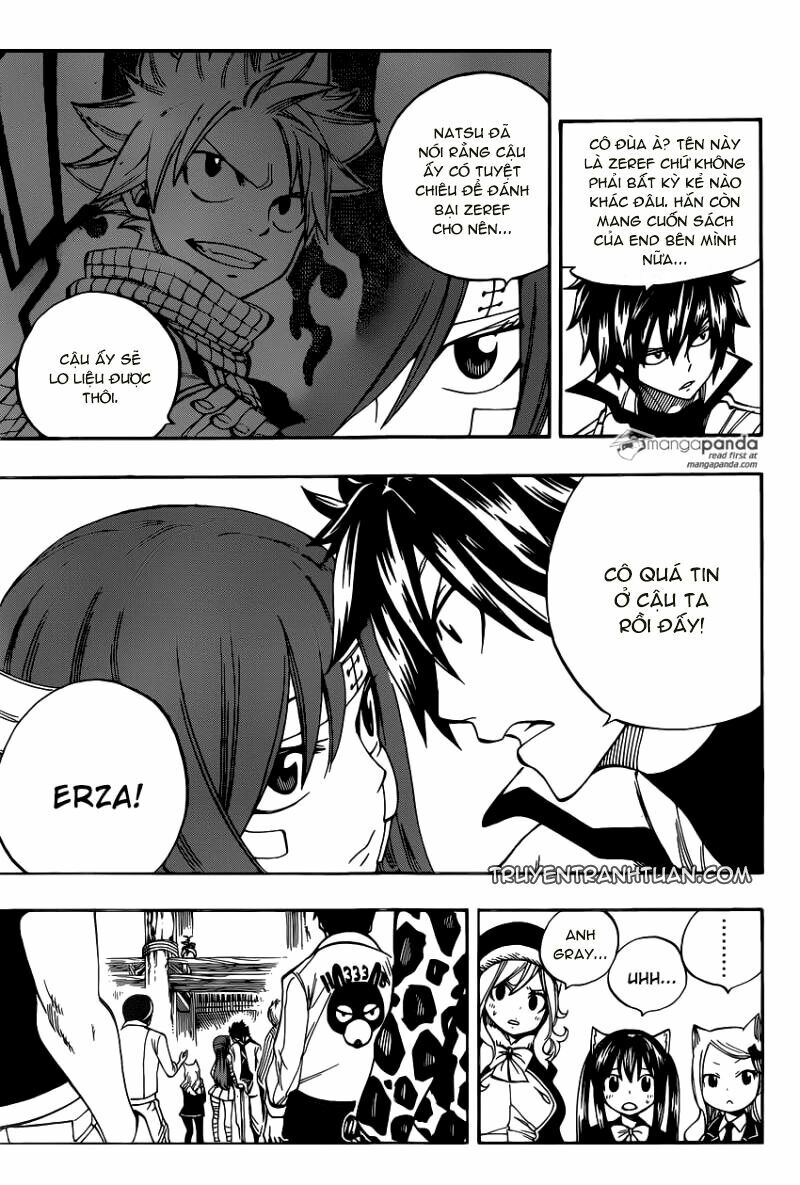 CÔ ĐÙA À? TÊN NÀY
LÀ ZEREF CHỨ KHÔNG
PHẢI BẤT KỲ KẺ NÀO
KHÁC ĐÂU. HẮN CÒN
MANG CUỐN SÁCH
CỦA END BÊN MÌNH
NỮA...
NATSU ĐÃ
NÓI RẰNG CẬU
ẤY CÓ TUYỆT
CHIÊU ĐỂ ĐÁNH
BẠI ZEREF
CHO NÊN...
CẬU ẤY SẼ
LO LIỆU ĐƯỢC
THÔI.
mangapanda
read first at
mangapanda.com
CÔ QUÁ TIN
Ở CẬU TA
RỒI ĐẤY!
ERZA!
TRUYENTRANHTUAN.COM
.......
UHH...
ANH
GRAY...
333